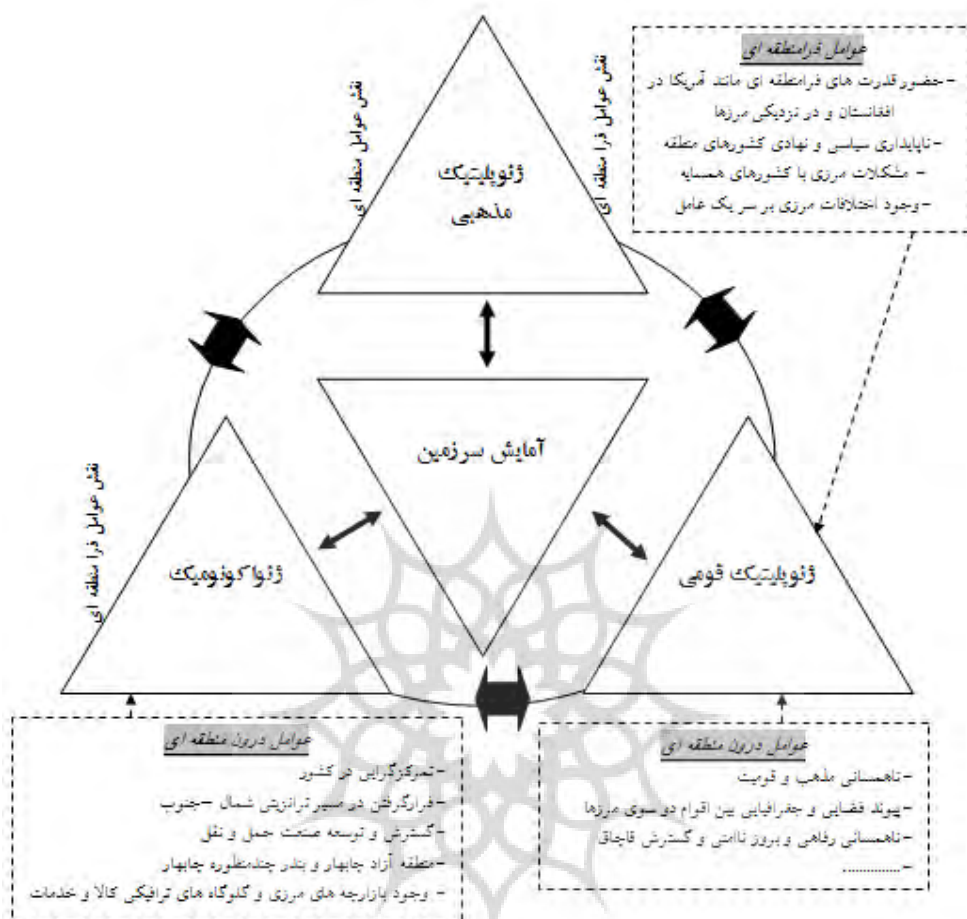 عوامل فرامنطقه ای
-حضور قدرت های فرامنطقه ای مانند آمریکا در
افغانستان و در نزدیکی مرزها
-ناپایداری سیاسی و نهادی کشورهای منطقه
- مشکلات مرزی با کشورهای همسایه
-وجود اختلافات مرزی بر سر یک عامل
نقش عوامل فرا منطقه ای
نقش عوامل منطقه ای
ژئوپلیتیک
مذهبی
آمایش سرزمین
ژئوپلیتیک قومی
ژئواکونومیک
نقش عوامل فرا منطقه ای
عوامل درون منطقه ای
-ناهمسانی مذهب و قومیت
-پیوند فضایی و جغرافیایی بین اقوام دو سوی مرزها
-ناهمسانی رفاهی و بروز ناامنی و گسترش قاچاق
-..............
عوامل درون منطقه ای
-تمرکزگرایی در کشور
-قرارگرفتن در مسیر ترانزیتی شمال -جنوب
-گسترش و توسعه صنعت حمل و نقل
-منطقه آزاد چابهار و بندر چندمنظوره چابهار
- وجود بازارچه های مرزی و گلوگاه های ترافیکی کالا و خدمات